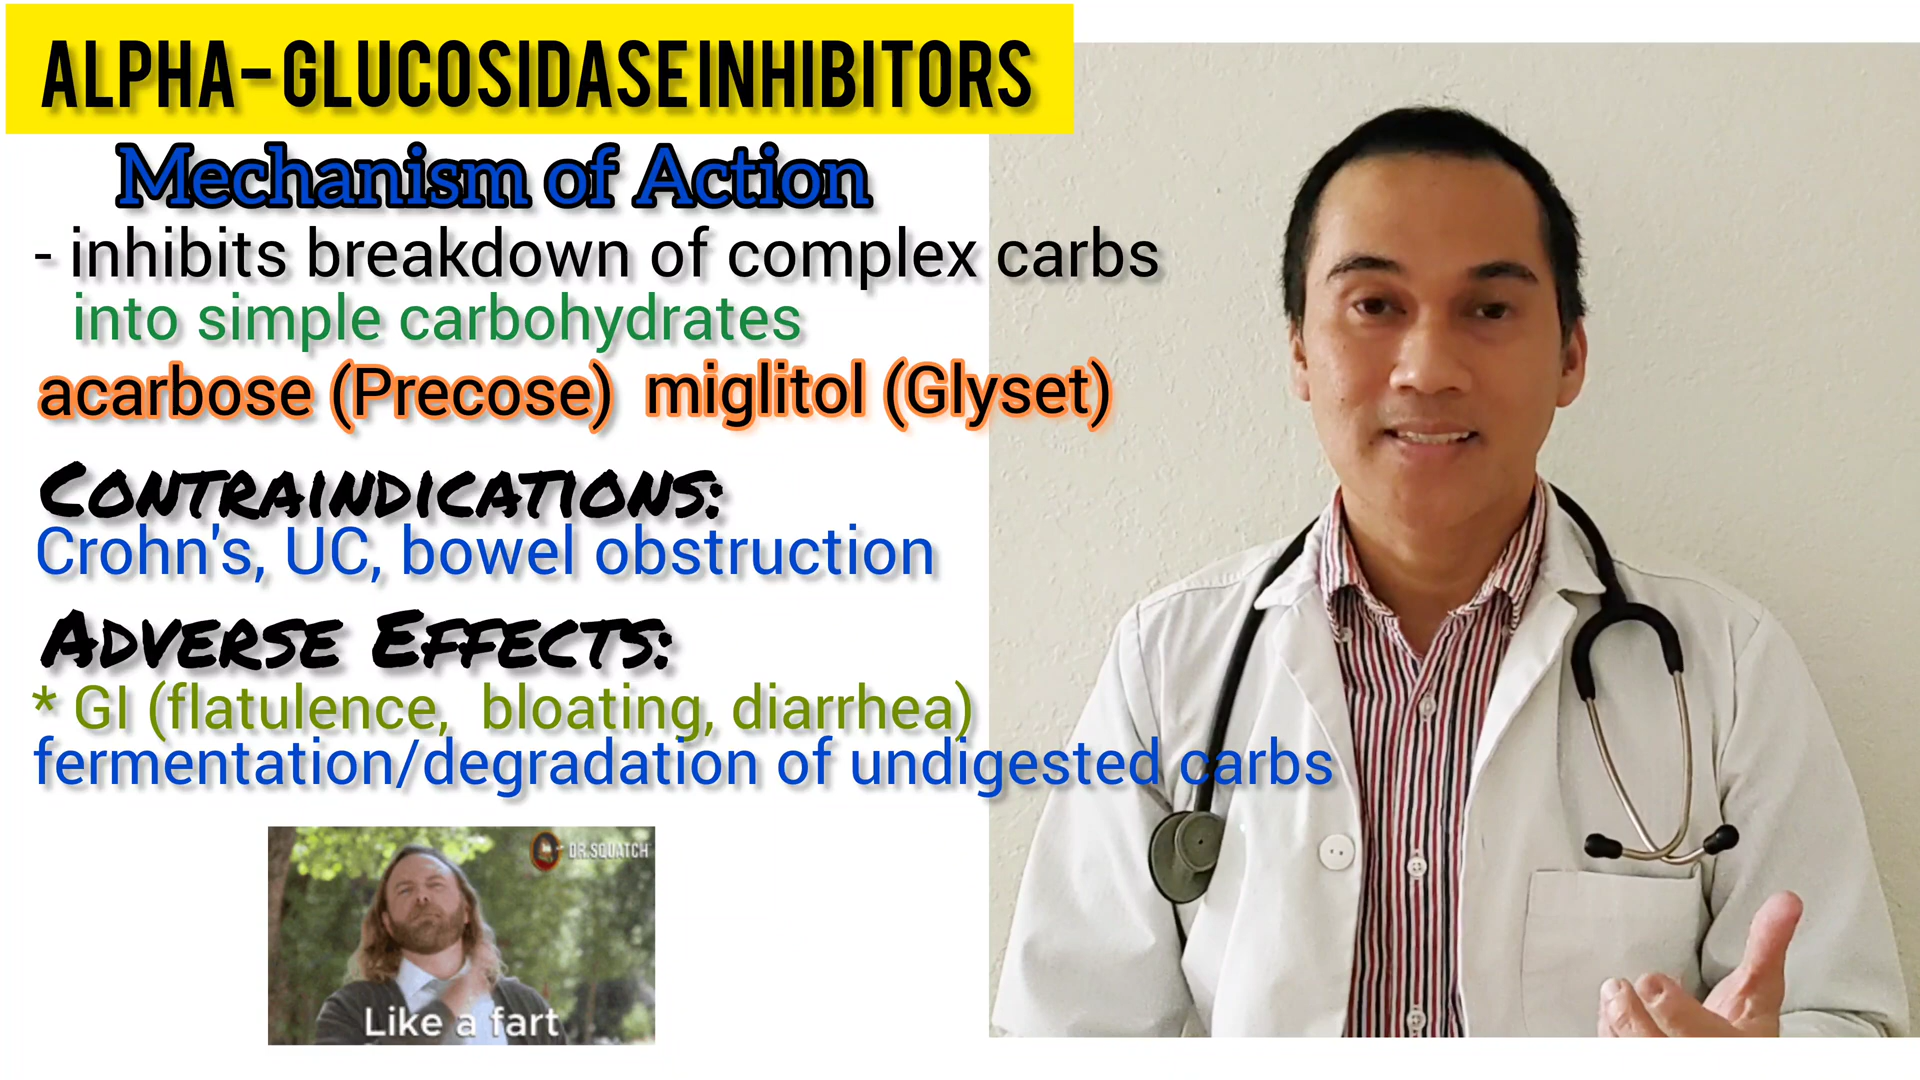 ALPHA-GLUCOSIDASE INHIBITORS
Mechanism of Action
- inhibits breakdown of complex carbs
into simple carbohydrates
acarbose (Precose) miglitol (Glyset)
CONTRAINDICATIONS:
Crohn's, UC, bowel obstruction
ADVERSE EFFECTS:
* GI (flatulence, bloating, diarrhea)
fermentation/degradation of undigested carbs
DR.SQUATCH
Like a fart